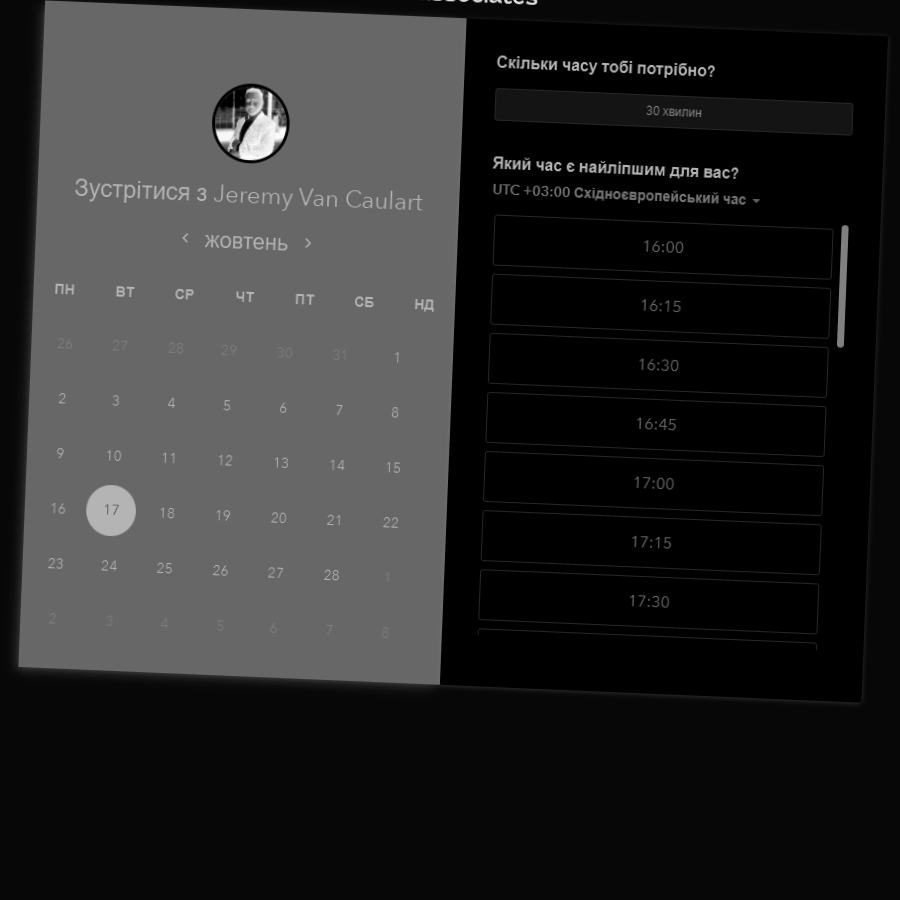 Скільки часу тобі потрібно?
30 хвилин
Зустрітися з Jeremy Van Caulart
жовтень
ПН ВТ СР ЧТ ПТ СБ НД
26 27 28 29 30 31 1
2 3 4 5 6 7 8
9 10 11 12 13 14 15
16 17 18 19 20 21 22
23 24 25 26 27 28 1
2 3 4 5 6 7 8
Який час є найліпшим для вас?
UTC +03:00 Східноєвропейський час
16:00
16:15
16:30
16:45
17:00
17:15
17:30